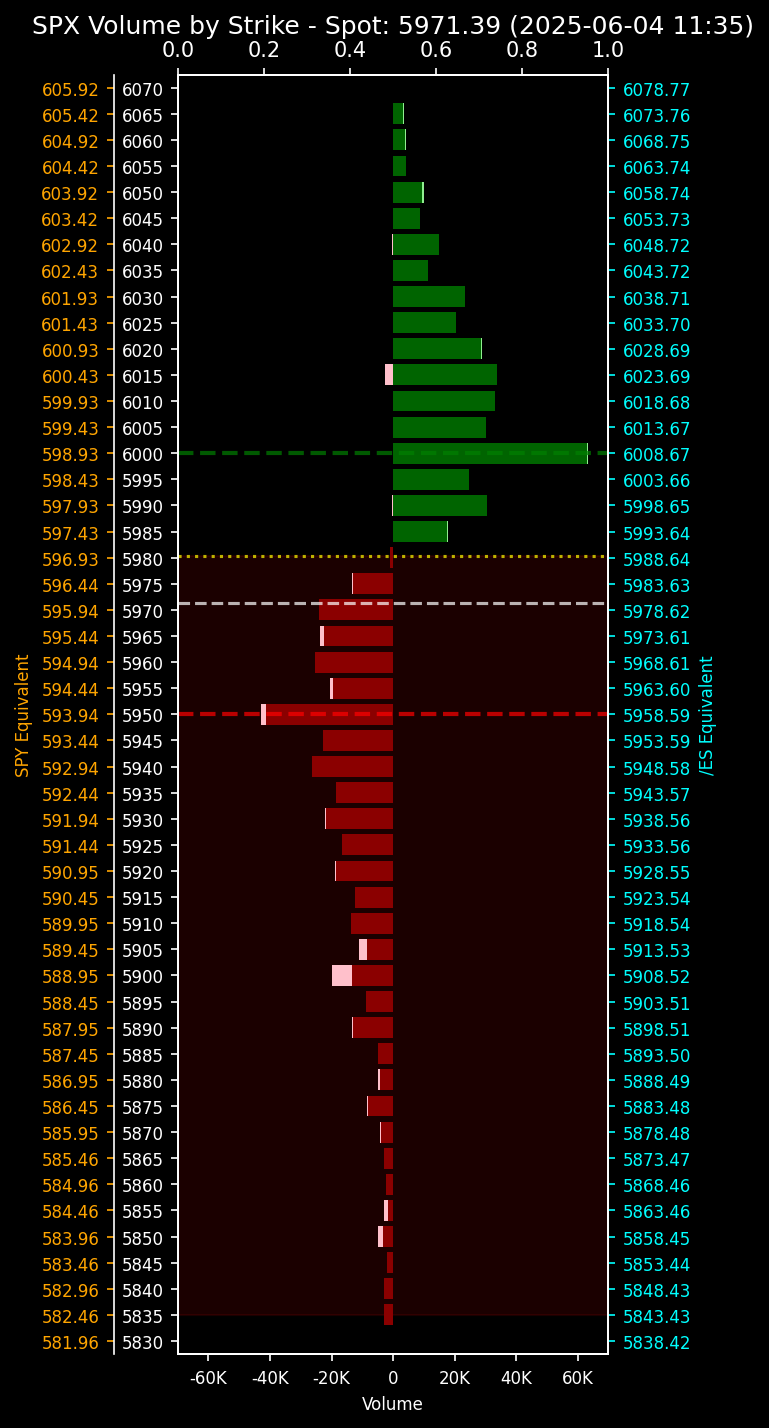 SPX Volume by Strike - Spot: 5971.39 (2025-06-04 11:35)
0.0 0.2 0.4 0.6 0.8 1.0
605.92 6070 6078.77
605.42 6065 6073.76
604.92 6060 6068.75
604.42 6055 6063.74
603.92 6050 6058.74
603.42 6045 6053.73
602.92 6040 6048.72
602.43 6035 6043.72
601.93 6030 6038.71
601.43 6025 6033.70
600.93 6020 6028.69
600.43 6015 6023.69
599.93 6010 6018.68
599.43 6005 6013.67
598.93 6000 6008.67
598.43 5995 6003.66
597.93 5990 5998.65
597.43 5985 5993.64
596.93 5980 5988.64
596.44 5975 5983.63
595.94 5970 5978.62
595.44 5965 5973.61
594.94 5960 5968.61
594.44 5955 5963.60
593.94 5950 5958.59
593.44 5945 5953.59
592.94 5940 5948.58
592.44 5935 5943.57
591.94 5930 5938.56
591.44 5925 5933.56
590.95 5920 5928.55
590.45 5915 5923.54
589.95 5910 5918.54
589.45 5905 5913.53
588.95 5900 5908.52
588.45 5895 5903.51
587.95 5890 5898.51
587.45 5885 5893.50
586.95 5880 5888.49
586.45 5875 5883.48
585.95 5870 5878.48
585.46 5865 5873.47
584.96 5860 5868.46
584.46 5855 5863.46
583.96 5850 5858.45
583.46 5845 5853.44
582.96 5840 5848.43
582.46 5835 5843.43
581.96 5830 5838.42
SPY Equivalent
/ES Equivalent
-60K -40K -20K 0 20K 40K 60K
Volume